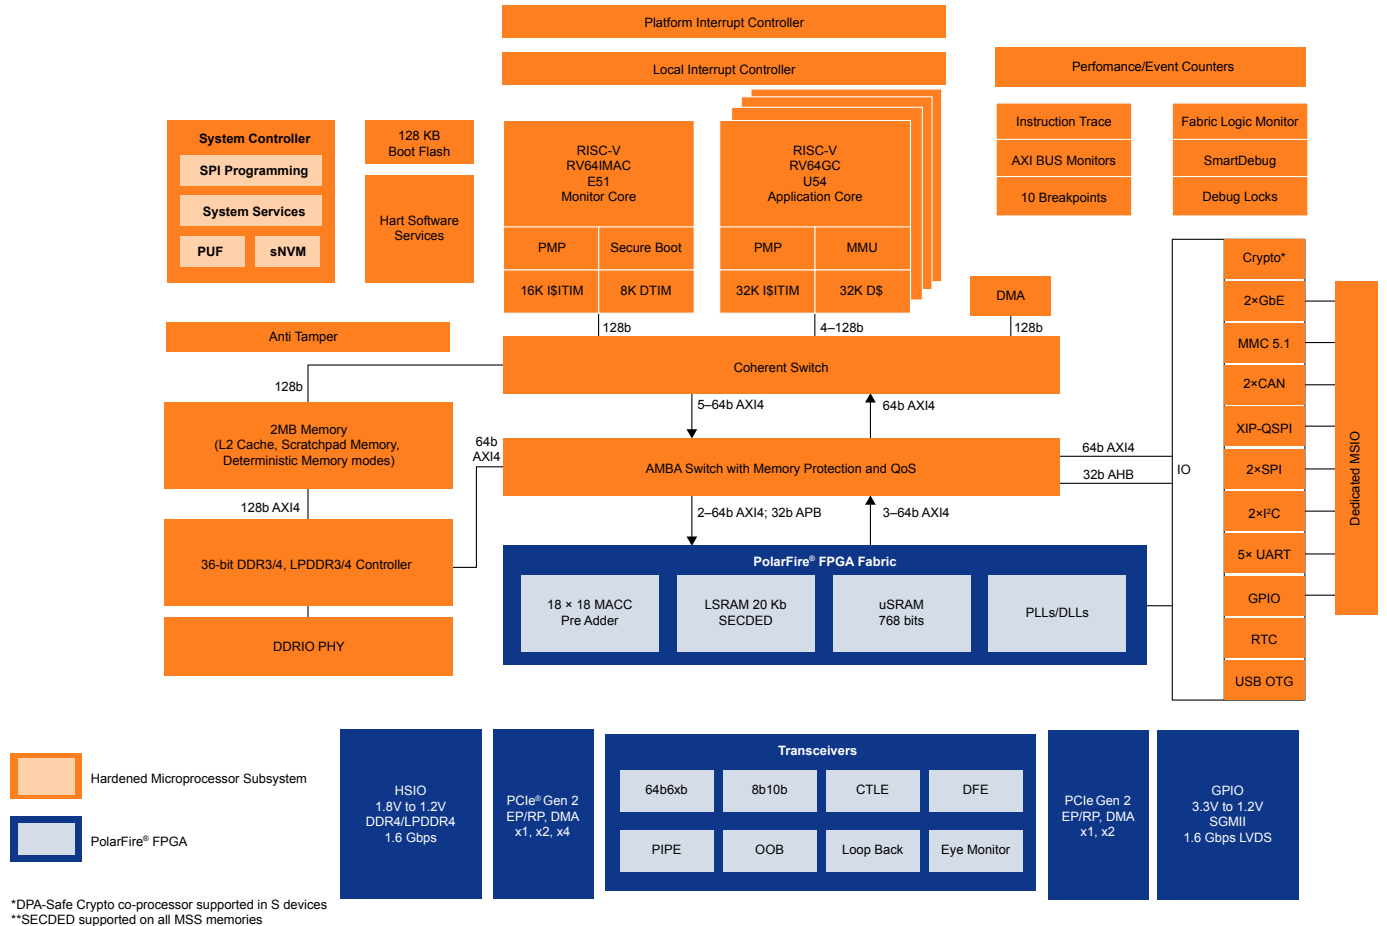 Platform Interrupt Controller
Local Interrupt Controller
Perfomance/Event Counters
Instruction Trace
AXI BUS Monitors
10 Breakpoints
Fabric Logic Monitor
SmartDebug
Debug Locks
System Controller
SPI Programming
System Services
PUF
sNVM
128 KB
Boot Flash
Hart Software
Services
RISC-V
RV64IMAC
E51
Monitor Core
PMP
Secure Boot
16K I$ITIM
8K DTIM
RISC-V
RV64GC
U54
Application Core
PMP
MMU
32K I$ITIM
32K D$
DMA
128b
4–128b
128b
Anti Tamper
Coherent Switch
128b
5–64b AXI4
64b AXI4
2MB Memory
(L2 Cache, Scratchpad Memory,
Deterministic Memory modes)
64b
AXI4
AMBA Switch with Memory Protection and QoS
64b AXI4
32b AHB
IO
128b AXI4
2–64b AXI4; 32b APB
3–64b AXI4
36-bit DDR3/4, LPDDR3/4 Controller
DDRIO PHY
PolarFire® FPGA Fabric
18 × 18 MACC
Pre Adder
LSRAM 20 Kb
SECDED
uSRAM
768 bits
PLLs/DLLs
Crypto*
2×GbE
MMC 5.1
2×CAN
XIP-QSPI
2×SPI
2×I²C
5× UART
GPIO
RTC
USB OTG
Dedicated MSIO
Hardened Microprocessor Subsystem
PolarFire® FPGA
HSIO
1.8V to 1.2V
DDR4/LPDDR4
1.6 Gbps
PCIe® Gen 2
EP/RP, DMA
x1, x2, x4
Transceivers
64b6xb
8b10b
CTLE
DFE
PIPE
OOB
Loop Back
Eye Monitor
PCIe Gen 2
EP/RP, DMA
x1, x2
GPIO
3.3V to 1.2V
SGMII
1.6 Gbps LVDS
*DPA-Safe Crypto co-processor supported in S devices
**SECDED supported on all MSS memories